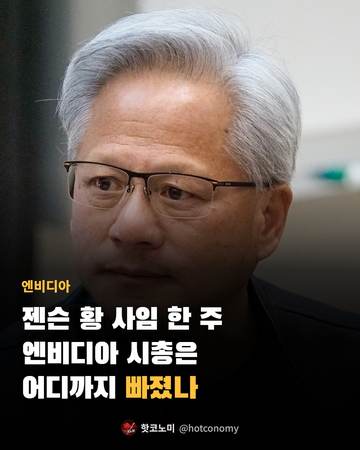 엔비디아
젠슨 황 사임 한 주
엔비디아 시총은
어디까지 빠졌나
핫코노미 @hotconomy